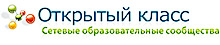 Открытый класс
Сетевые образовательные сообщества